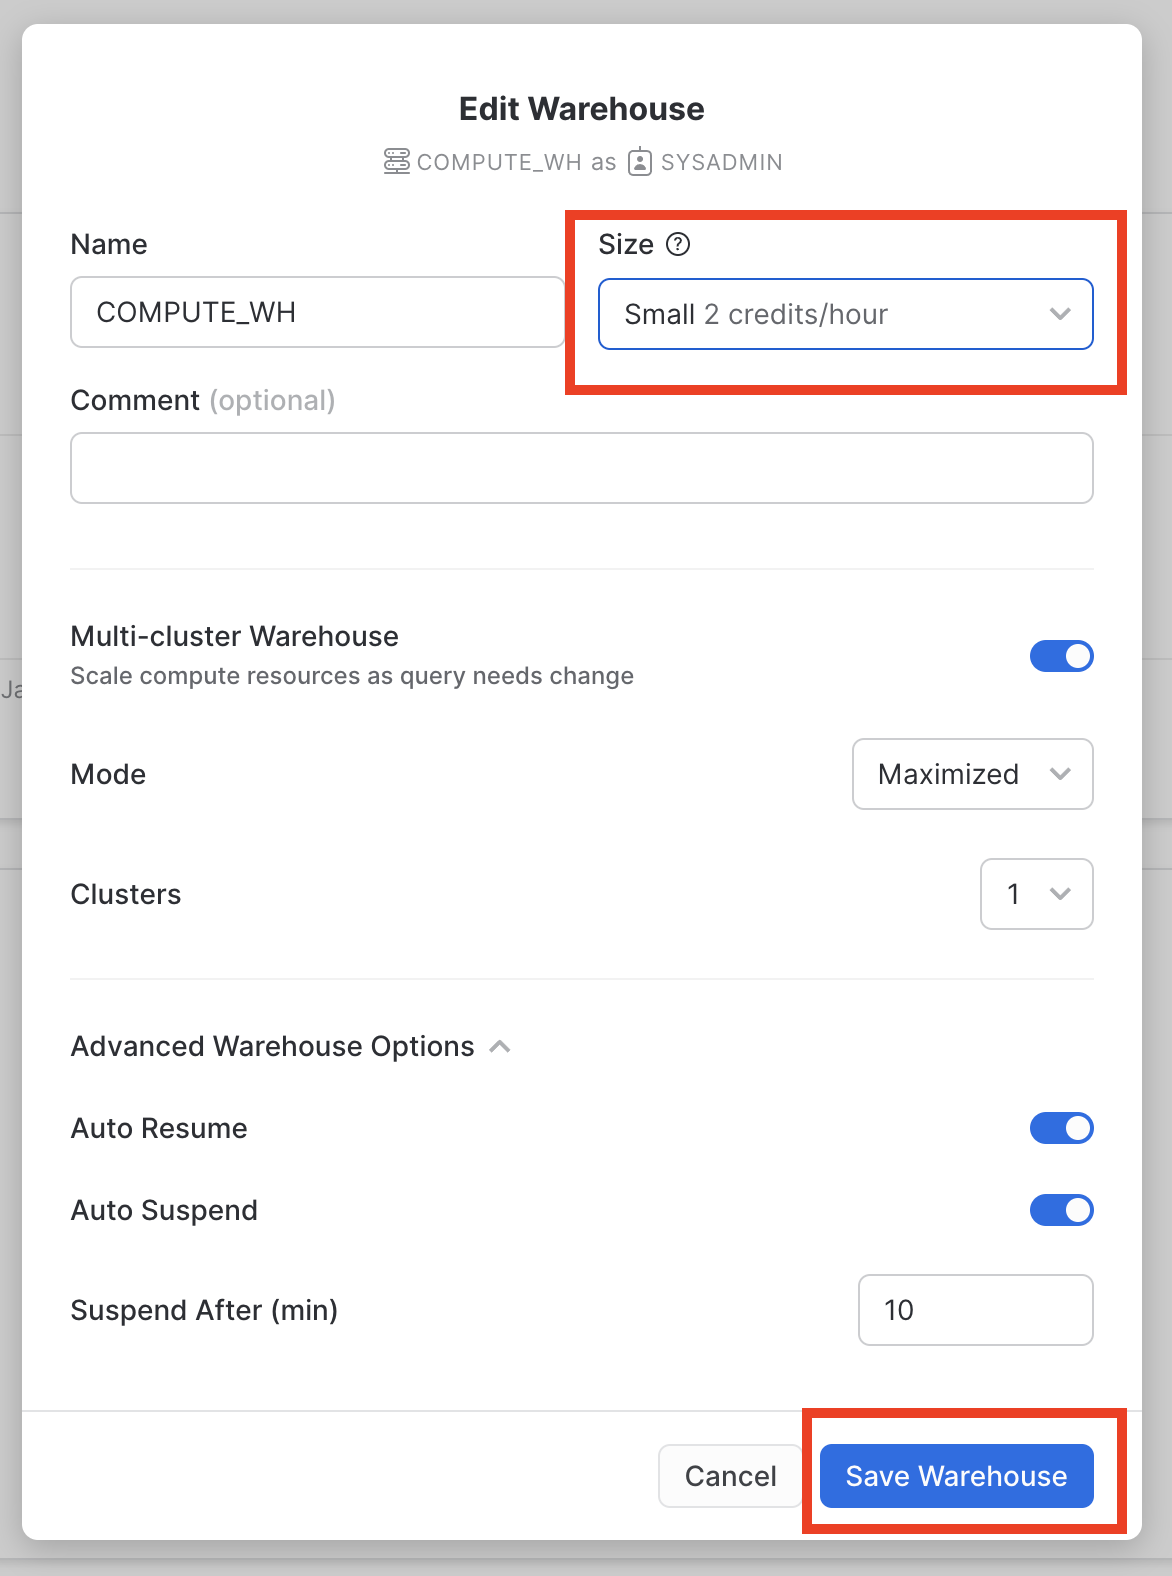 Edit Warehouse
COMPUTE_WH as SYSADMIN
Name
Size ?
COMPUTE_WH
Small 2 credits/hour
Comment (optional)
Multi-cluster Warehouse
Scale compute resources as query needs change
Ja
Mode
Maximized
Clusters
1
Advanced Warehouse Options
Auto Resume
Auto Suspend
Suspend After (min)
10
Cancel
Save Warehouse